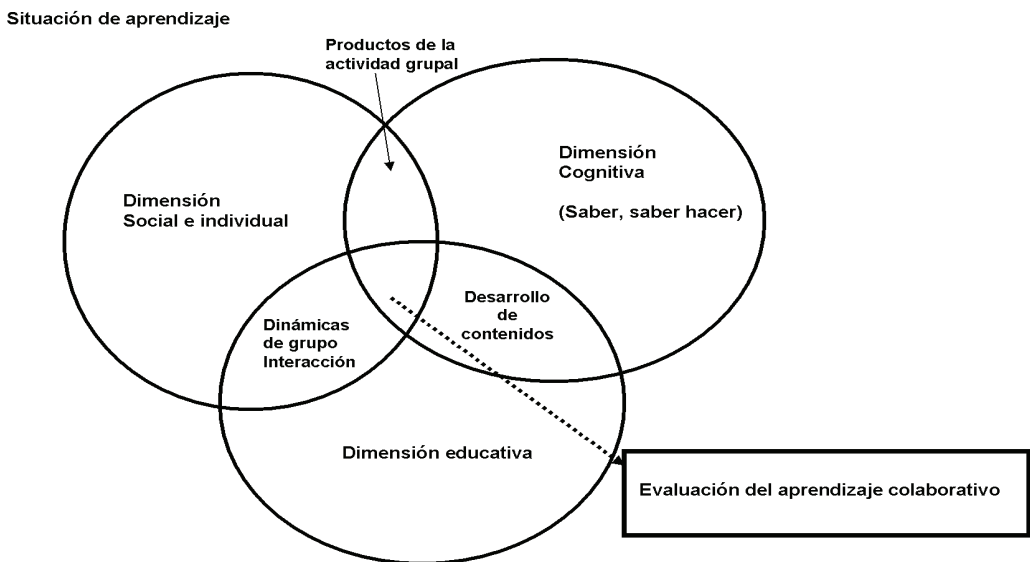 Situación de aprendizaje
Productos de la
actividad grupal
Dimensión
Cognitiva
(Saber, saber hacer)
Dimensión
Social e individual
Desarrollo
de
contenidos
Dinámicas
de grupo
Interacción
Dimensión educativa
Evaluación del aprendizaje colaborativo